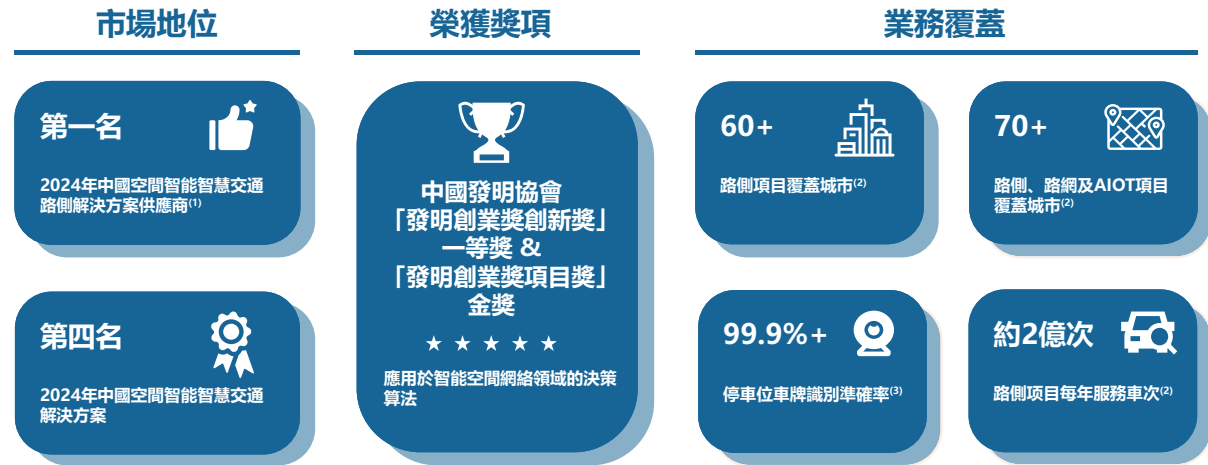 市場地位
第一名
2024年中國空間智能智慧交通
路側解決方案供應商(1)
第四名
2024年中國空間智能智慧交通
解決方案
榮獲獎項
中國發明協會
「發明創業獎創新獎」
一等獎 &
「發明創業獎項目獎」
金獎
應用於智能空間網絡領域的決策
算法
業務覆蓋
60+
路側項目覆蓋城市(2)
70+
路側、路網及AIOT項目
覆蓋城市(2)
99.9%+
停車位車牌識別準確率(3)
約2億次
路侧项目每年服務車次(2)